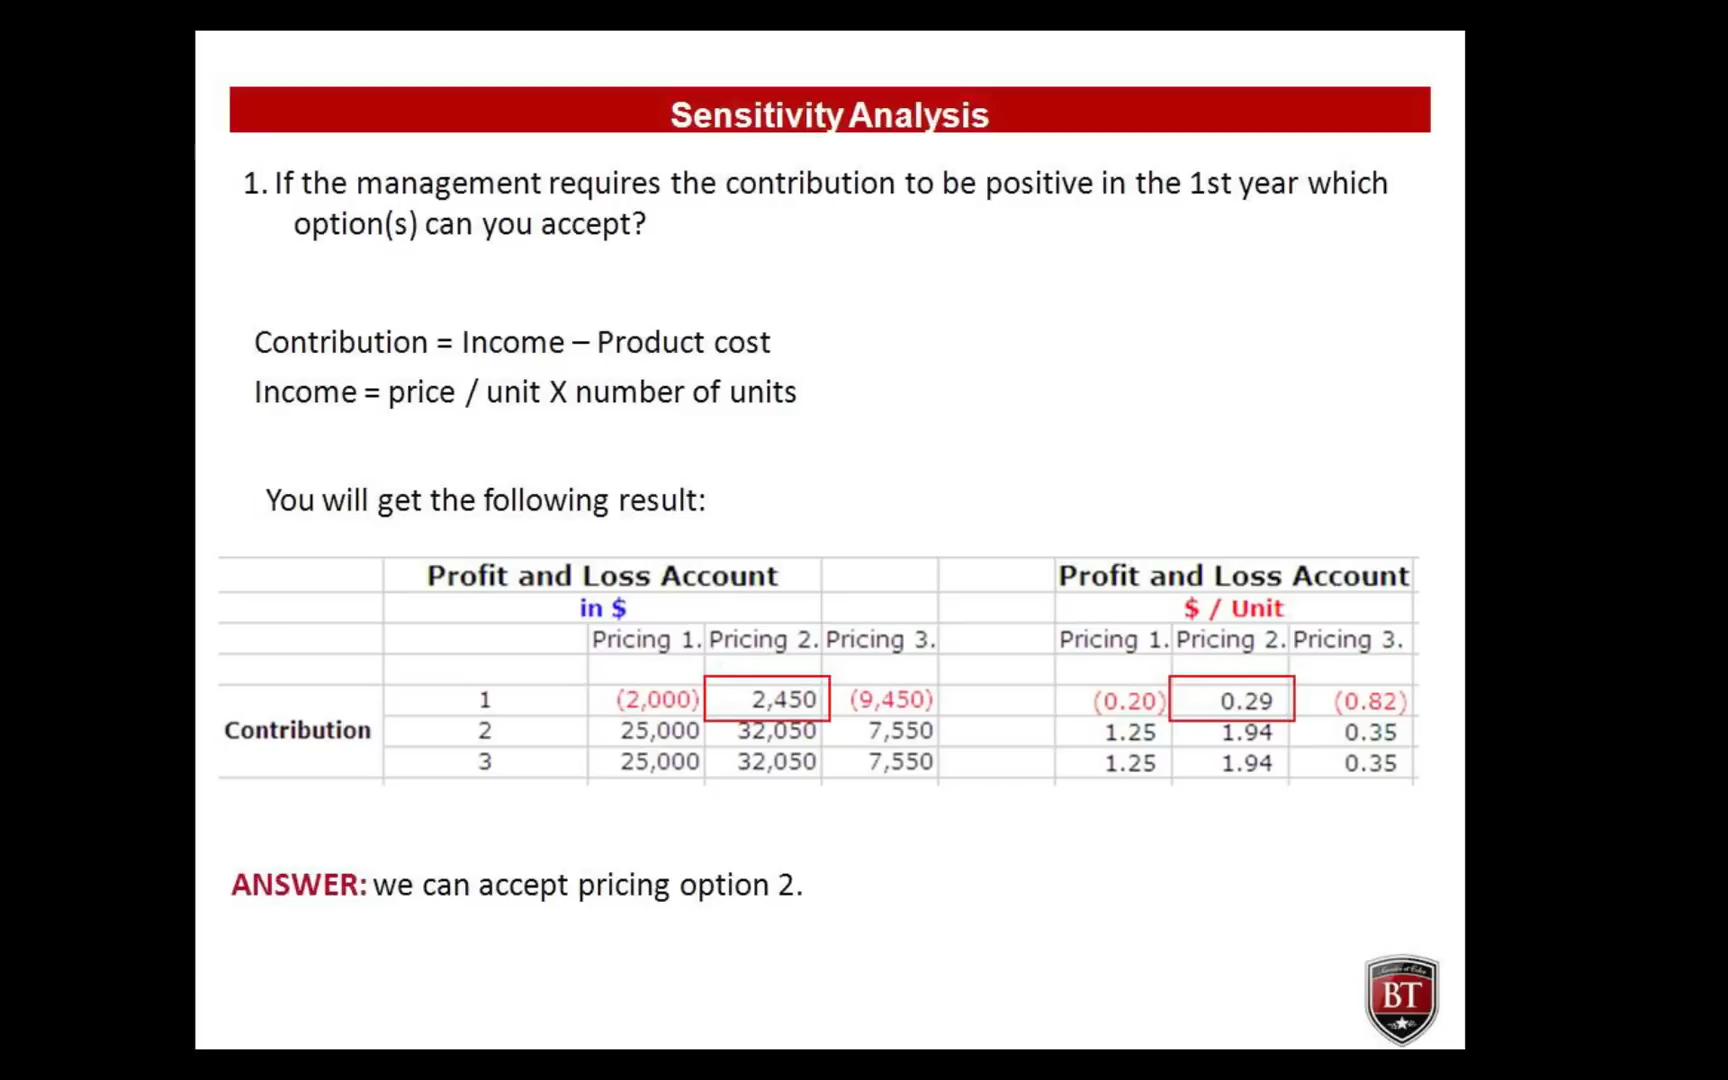 Sensitivity Analysis
1. If the management requires the contribution to be positive in the 1st year which
option(s) can you accept?
Contribution = Income – Product cost
Income = price / unit X number of units
You will get the following result:
Profit and Loss Account Profit and Loss Account
in $ $ / Unit
Pricing 1. Pricing 2. Pricing 3. Pricing 1. Pricing 2. Pricing 3.
1 (2,000) 2,450 (9,450) (0.20) 0.29 (0.82)
Contribution 2 25,000 32,050 7,550 1.25 1.94 0.35
3 25,000 32,050 7,550 1.25 1.94 0.35
ANSWER: we can accept pricing option 2.
BT